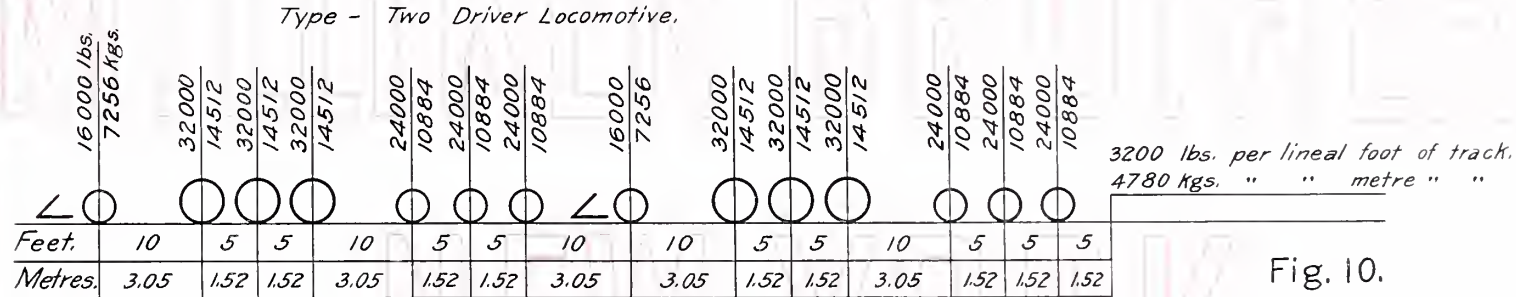 Type - Two Driver Locomotive.
16000 lbs. 7256 Kgs. 32000 14512 32000 14512 32000 14512 24000 10884 24000 10884 24000 10884 16000 7256 32000 14512 32000 14512 32000 14512 24000 10884 24000 10884 24000 10884
3200 lbs. per lineal foot of track.
4780 Kgs. " " metre " "
Feet. 10 5 5 10 5 5 10 10 5 5 10 5 5 5
Metres. 3.05 1.52 1.52 3.05 1.52 1.52 3.05 3.05 1.52 1.52 3.05 1.52 1.52 1.52
Fig. 10.